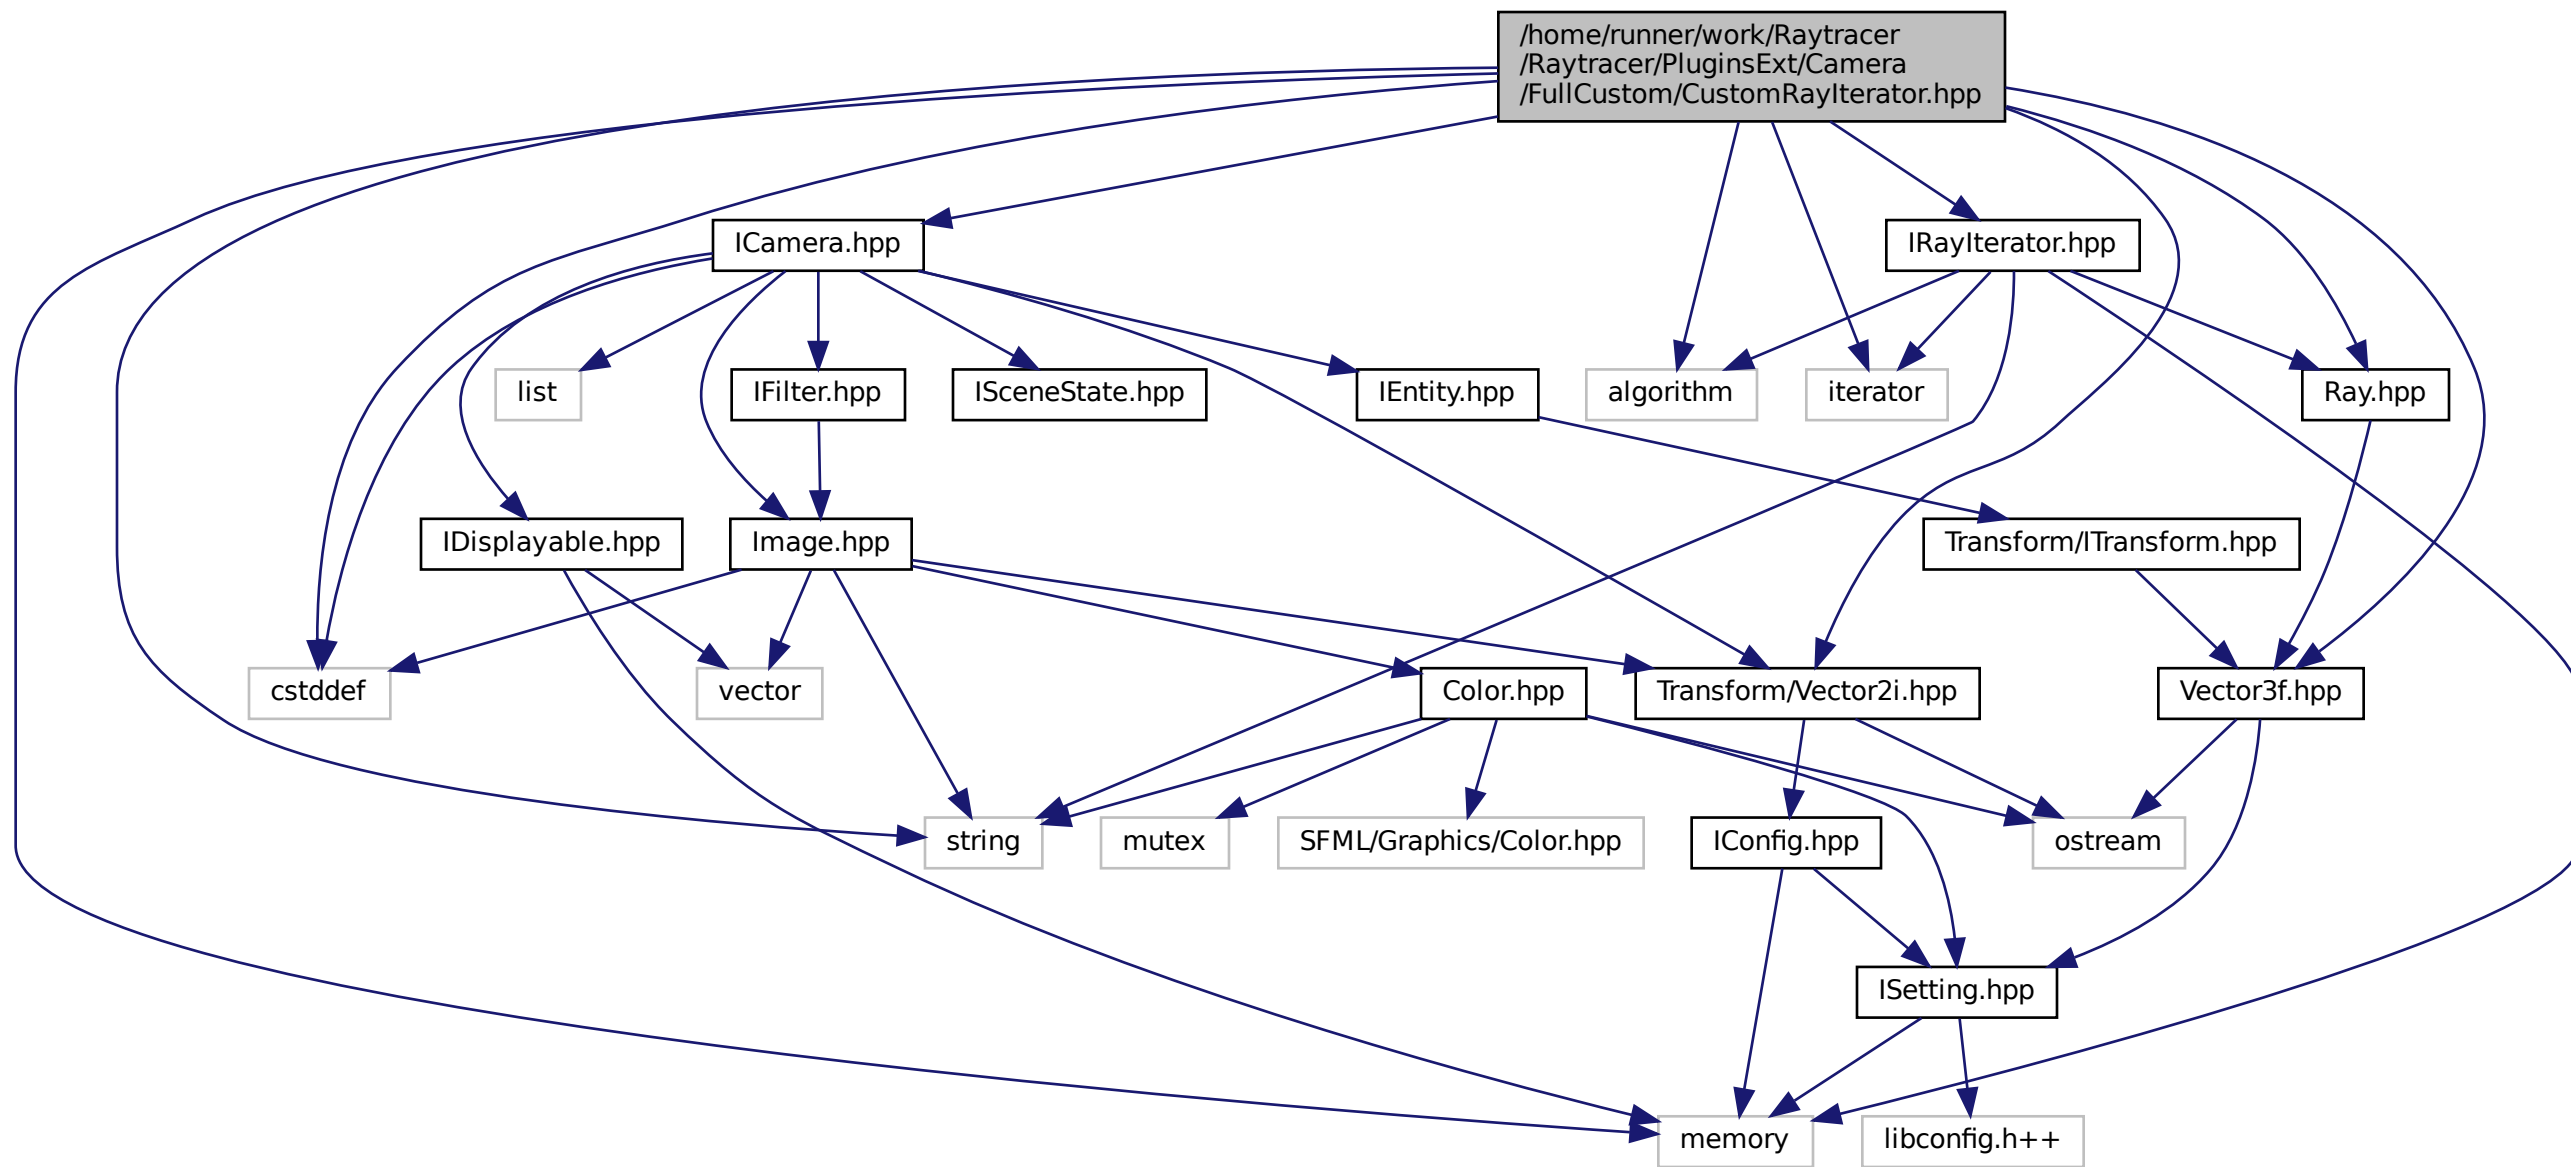 /home/runner/work/Raytracer
/Raytracer/PluginsExt/Camera
/FullCustom/CustomRayIterator.hpp
ICamera.hpp
IRayIterator.hpp
list
IFilter.hpp
ISceneState.hpp
IEntity.hpp
algorithm
iterator
Ray.hpp
IDisplayable.hpp
Image.hpp
Transform/ITransform.hpp
cstddef
vector
Color.hpp
Transform/Vector2i.hpp
Vector3f.hpp
string
mutex
SFML/Graphics/Color.hpp
IConfig.hpp
ostream
ISetting.hpp
memory
libconfig.h++